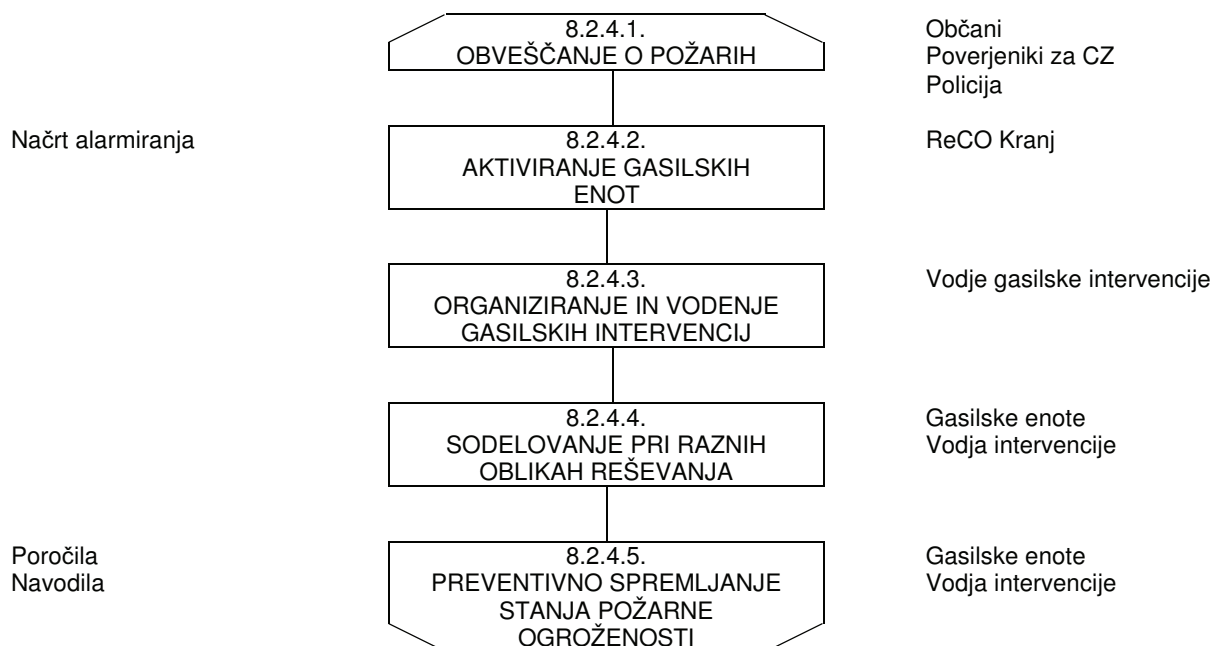 8.2.4.1.
OBVEŠČANJE O POŽARIH
Občani
Poverjeniki za CZ
Policija
Načrt alarmiranja
8.2.4.2.
AKTIVIRANJE GASILSKIH
ENOT
ReCO Kranj
8.2.4.3.
ORGANIZIRANJE IN VODENJE
GASILSKIH INTERVENCIJ
Vodje gasilske intervencije
8.2.4.4.
SODELOVANJE PRI RAZNIH
OBLIKAH REŠEVANJA
Gasilske enote
Vodja intervencije
Poročila
Navodila
8.2.4.5.
PREVENTIVNO SPREMLJANJE
STANJA POŽARNE
OGROŽENOSTI
Gasilske enote
Vodja intervencije